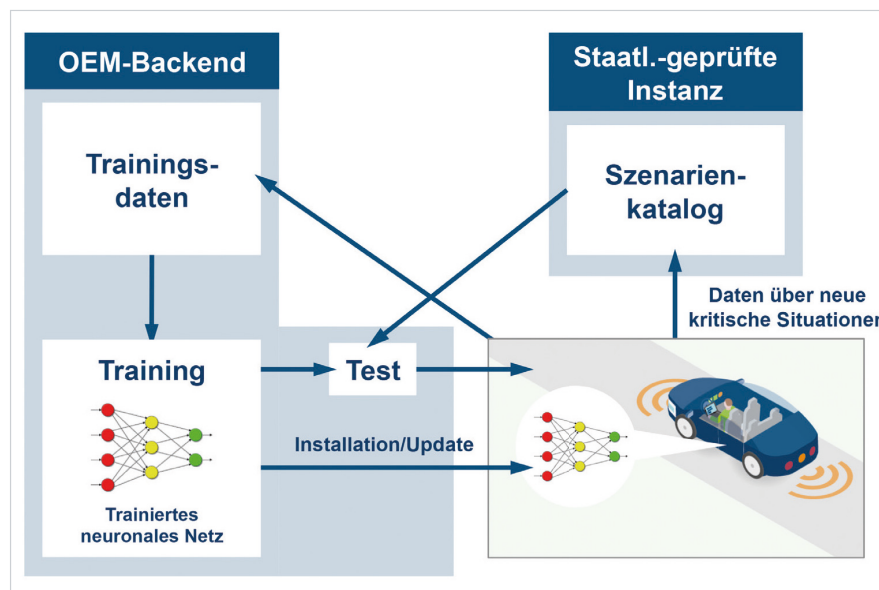 OEM-Backend
Staatl.-geprüfte
Instanz
Trainings-
daten
Szenarien-
katalog
Daten über neue
kritische Situationen
Training
Test
Installation/Update
Trainiertes
neuronales Netz